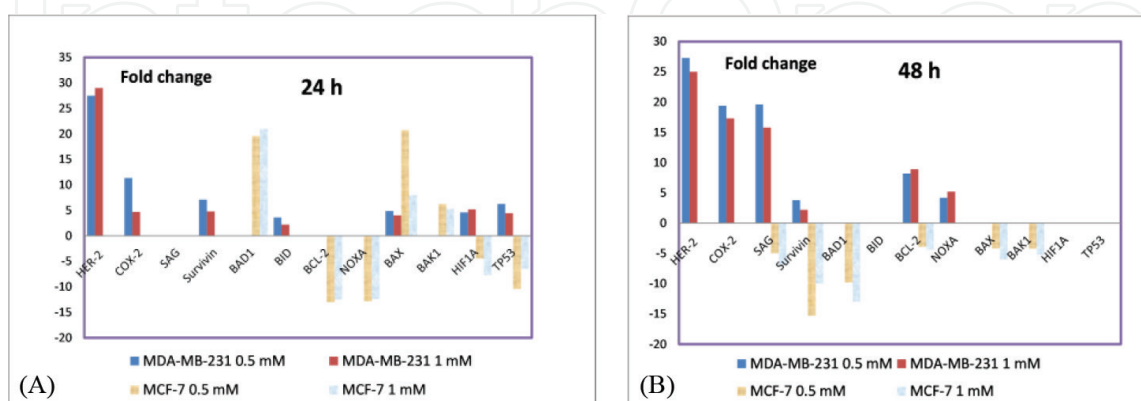 Fold change
24 h
35
30
25
20
15
10
5
0
-5
-10
-15
-20
HER-2
COX-2
SAG
Survivin
BAD1
BID
BCL-2
NOXA
BAX
BAK1
HIF1A
TP53
MDA-MB-231 0.5 mM
MDA-MB-231 1 mM
MCF-7 0.5 mM
MCF-7 1 mM
(A)
Fold change
48 h
30
25
20
15
10
5
0
-5
-10
-15
-20
HER-2
COX-2
SAG
Survivin
BAD1
BID
BCL-2
NOXA
BAX
BAK1
HIF1A
TP53
MDA-MB-231 0.5 mM
MDA-MB-231 1 mM
MCF-7 0.5 mM
MCF-7 1 mM
(B)